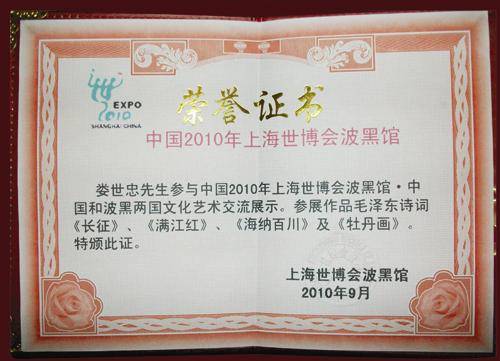 EXPO
2010
SHANGHAI CHINA
荣誉证书
中国2010年上海世博会波黑馆
娄世忠先生参与中国2010年上海世博会波黑馆·中
国和波黑两国文化艺术交流展示。参展作品毛泽东诗词
《长征》、《满江红》、《海纳百川》及《牡丹画》。
特颁此证。
上海世博会波黑馆
2010年9月